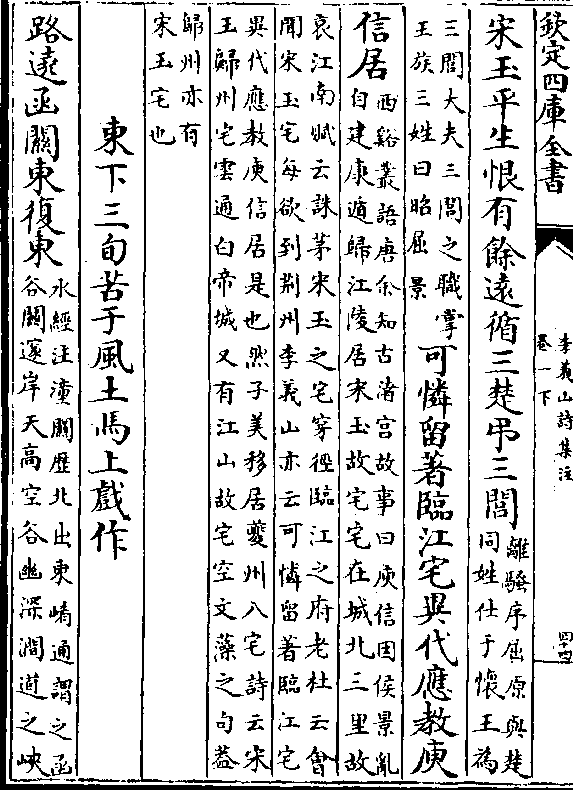 欽定四庫全書
李義山詩集注
卷一下
四十四
宋玉平生恨有餘遠循三楚弔三閭
離騷序屈原與楚
同姓仕于懷王為
三閭大夫三閭之職掌
王族三姓曰昭屈景
可憐留著臨江宅異代應教庾
信居
西谿叢語唐余知古渚宮故事曰庾信因侯景亂
自建康遁歸江陵居宋玉故宅宅在城北三里故
哀江南賦云誅茅宋玉之宅穿徑臨江之府老杜云曾
聞宋玉宅每欲到荆州李義山亦云可憐留著臨江宅
異代應教庾信居是也然子美移居夔州入宅詩云宋
玉歸州宅雲通白帝城又有江山故宅空文藻之句蓋
歸州亦有
宋玉宅也
東下三旬苦于風土馬上戲作
路遠函關東復東
水經注潼關歷北出東崤通謂之函
谷關邃岸天高空谷幽深澗道之峽